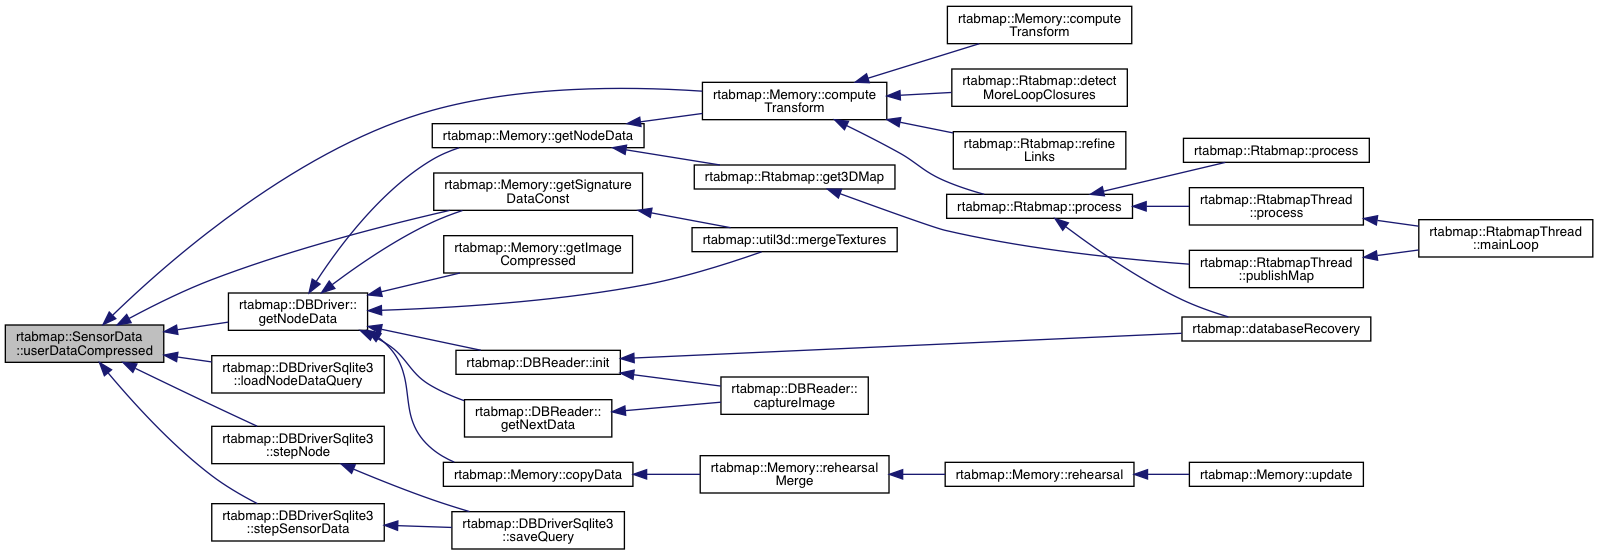 rtabmap::SensorData
::userDataCompressed
rtabmap::Memory::compute
Transform
rtabmap::Memory::compute
Transform
rtabmap::Rtabmap::detect
MoreLoopClosures
rtabmap::Rtabmap::refine
Links
rtabmap::Rtabmap::process
rtabmap::Rtabmap::process
rtabmap::RtabmapThread
::process
rtabmap::RtabmapThread
::mainLoop
rtabmap::databaseRecovery
rtabmap::Memory::getSignature
DataConst
rtabmap::util3d::mergeTextures
rtabmap::DBDriver::
getNodeData
rtabmap::Memory::getNodeData
rtabmap::Rtabmap::get3DMap
rtabmap::RtabmapThread
::publishMap
rtabmap::Memory::getImage
Compressed
rtabmap::DBReader::init
rtabmap::DBReader::
captureImage
rtabmap::DBReader::
getNextData
rtabmap::Memory::copyData
rtabmap::Memory::rehearsal
Merge
rtabmap::Memory::rehearsal
rtabmap::Memory::update
rtabmap::DBDriverSqlite3
::loadNodeDataQuery
rtabmap::DBDriverSqlite3
::stepNode
rtabmap::DBDriverSqlite3
::saveQuery
rtabmap::DBDriverSqlite3
::stepSensorData